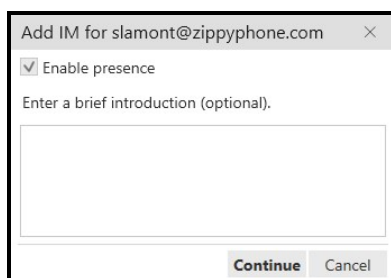 Add IM for slamont@zippyphone.com
Enable presence
Enter a brief introduction (optional).
Continue Cancel